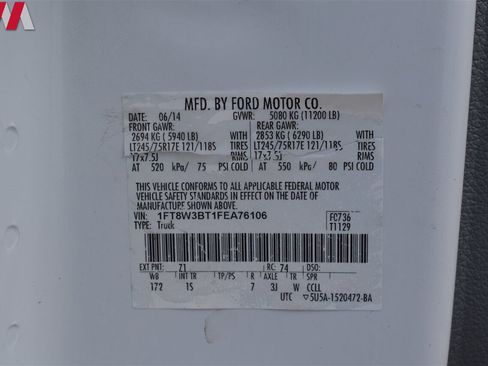 M
MFD. BY FORD MOTOR CO.
DATE: 06/14 GVWR: 5080 KG (11200 LB)
FRONT GAWR: REAR GAWR:
2694 KG ( 5940 LB) WITH 2853 KG ( 6290 LB) WITH
LT245/75R17E 121/118S TIRES LT245/75R17E 121/118S TIRES
17x7.5J RIMS 17x7.5J RIMS
AT 520 kPa/ 75 PSI COLD AT 550 kPa/ 80 PSI COLD
THIS VEHICLE CONFORMS TO ALL APPLICABLE FEDERAL MOTOR
VEHICLE SAFETY STANDARDS IN EFFECT ON THE DATE OF
MANUFACTURE SHOWN ABOVE.
VIN: 1FT8W3BT1FEA76106 FC736
TYPE: Truck T1129
EXT PNT: Z1 RC: 74 DSO:
WB INT TR TP/PS R AXLE TR SPR
172 1S 7 3J W CCLL
UTC ▽5U5A-1520472-BA